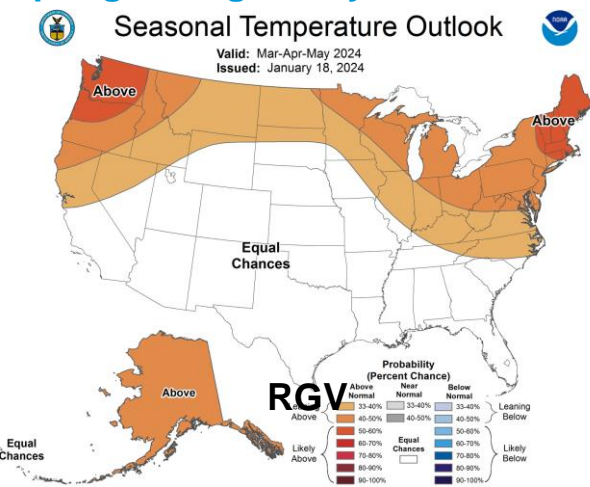 Seasonal Temperature Outlook
NOAA
Valid: Mar-Apr-May 2024
Issued: January 18, 2024
Above
Above
Equal
Chances
Above
Equal
Chances
RGV
Probability
(Percent Chance)
Above Normal
Near Normal
Below Normal
Above
33-40% 33-40% 33-40%
40-50% 40-50% 40-50%
Leaning Below
Likely Above
50-60% 50-60%
60-70% 60-70%
70-80% 70-80%
80-90% 80-90%
90-100% 90-100%
Equal Chances
Likely Below